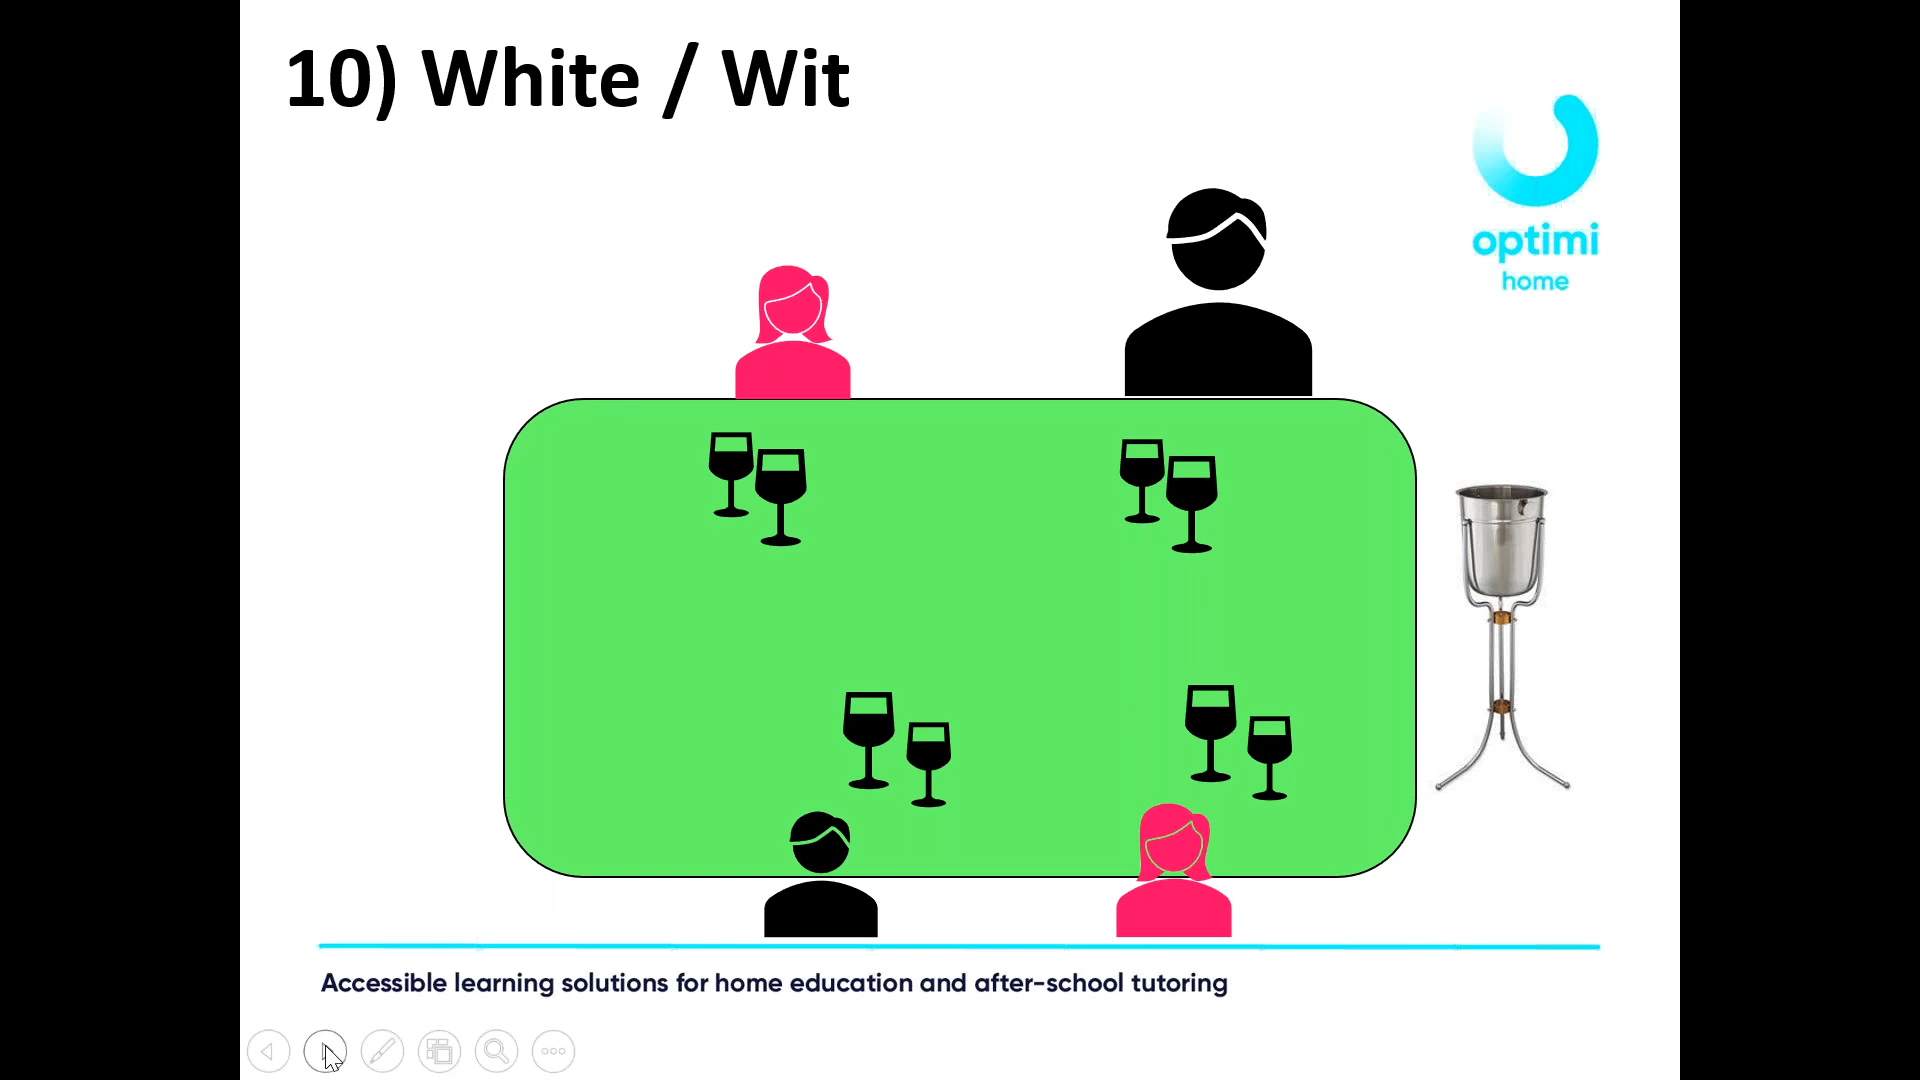 10) White / Wit
optimi
home
Accessible learning solutions for home education and after-school tutoring